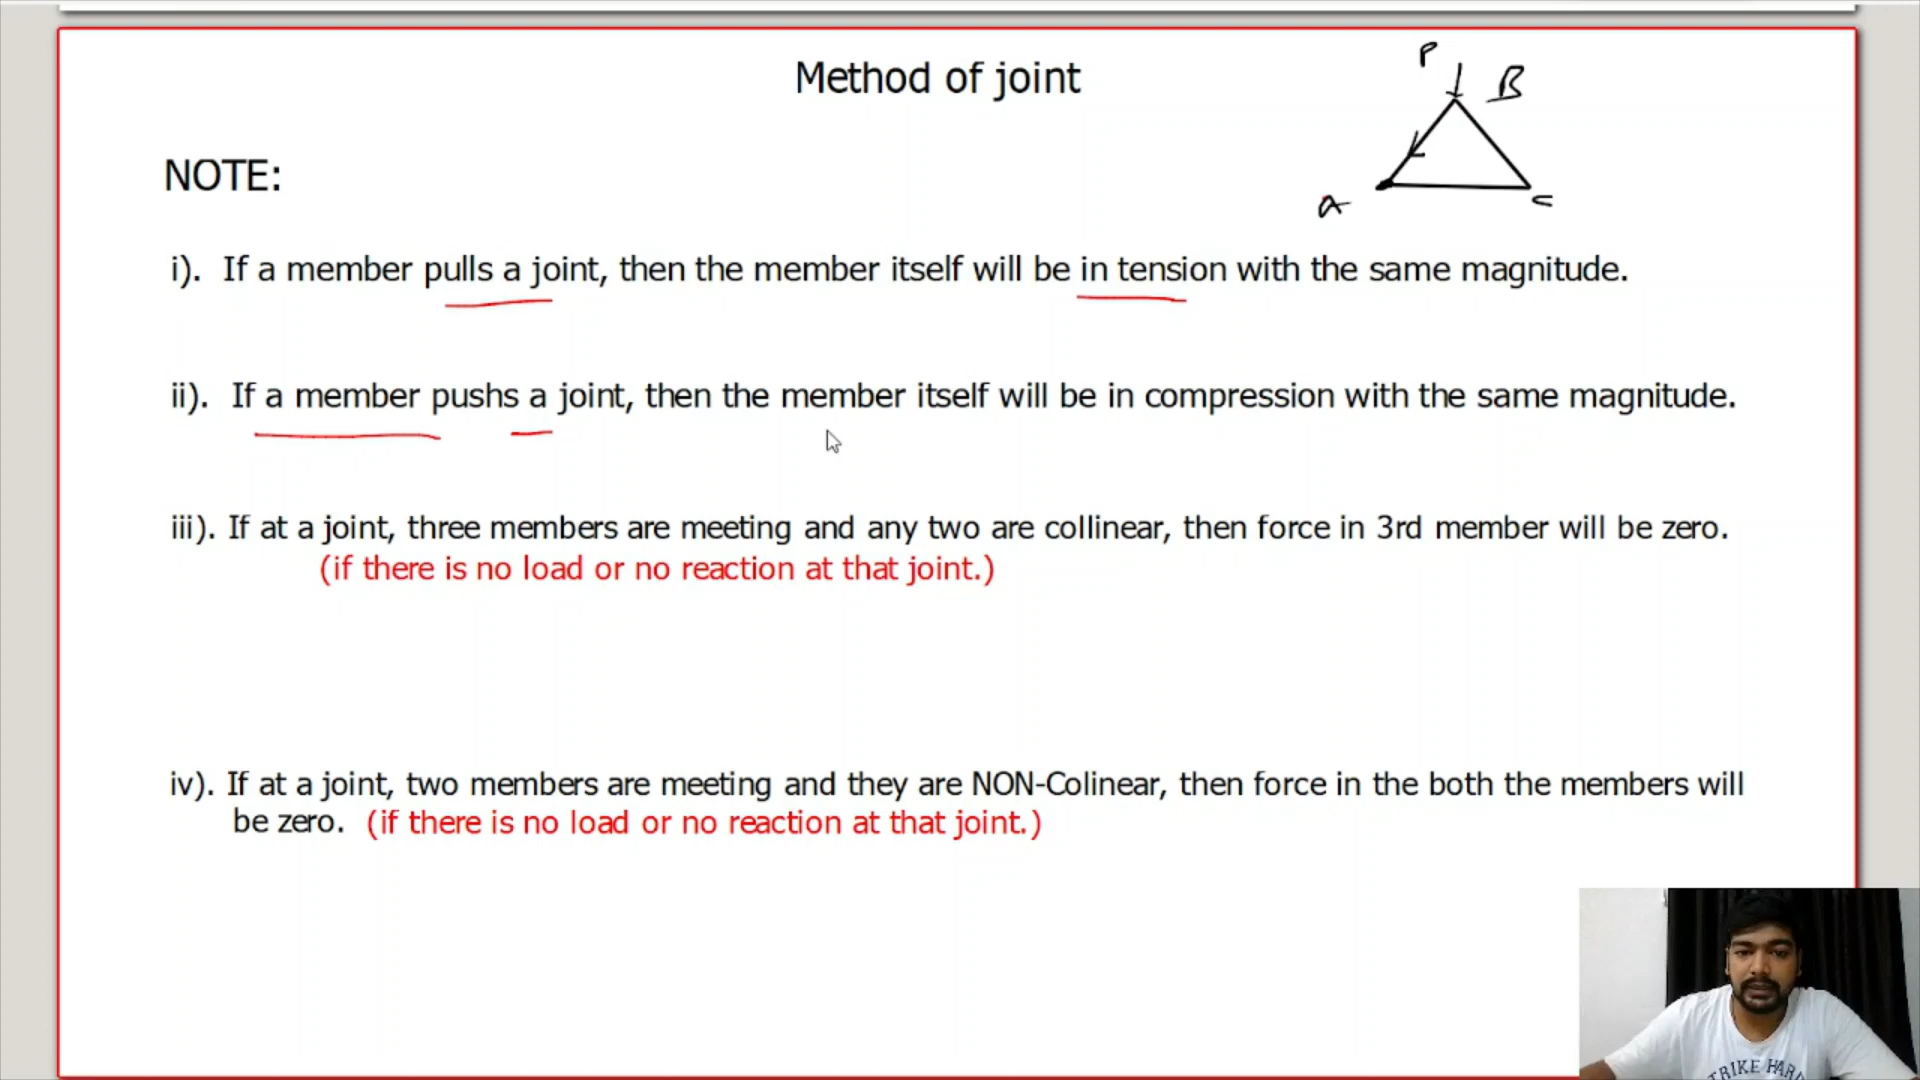 Method of joint
P
B
NOTE:
A
C
i). If a member pulls a joint, then the member itself will be in tension with the same magnitude.
ii). If a member pushs a joint, then the member itself will be in compression with the same magnitude.
iii). If at a joint, three members are meeting and any two are collinear, then force in 3rd member will be zero.
(if there is no load or no reaction at that joint.)
iv). If at a joint, two members are meeting and they are NON-Colinear, then force in the both the members will
be zero. (if there is no load or no reaction at that joint.)